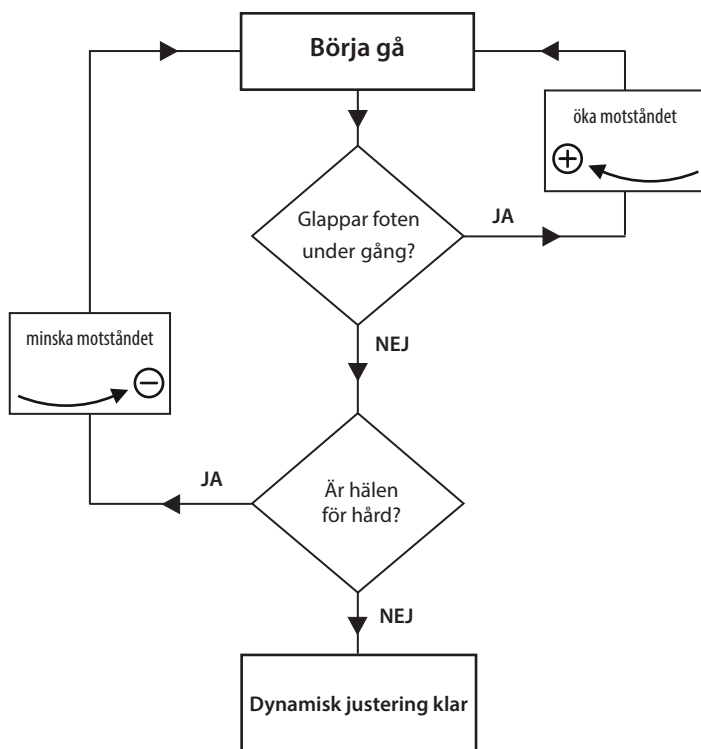 Börja gå
öka motståndet
Glappar foten
under gång?
JA
minska motståndet
NEJ
JA
Är hälen
för hård?
NEJ
Dynamisk justering klar